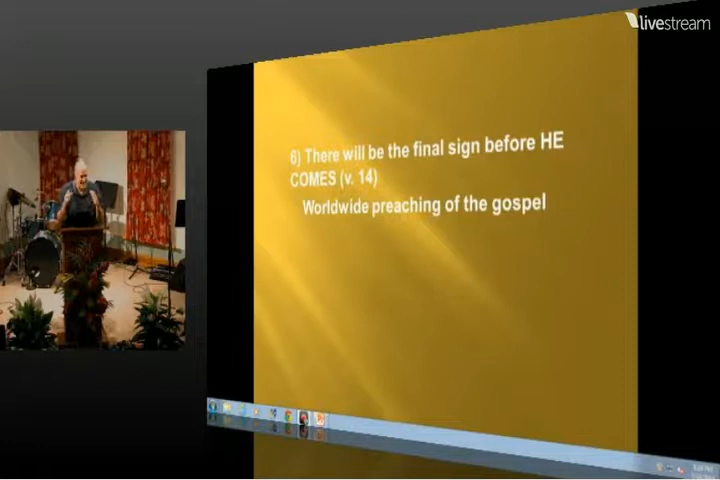 livestream
6) There will be the final sign before HE
COMES (v. 14)
Worldwide preaching of the gospel